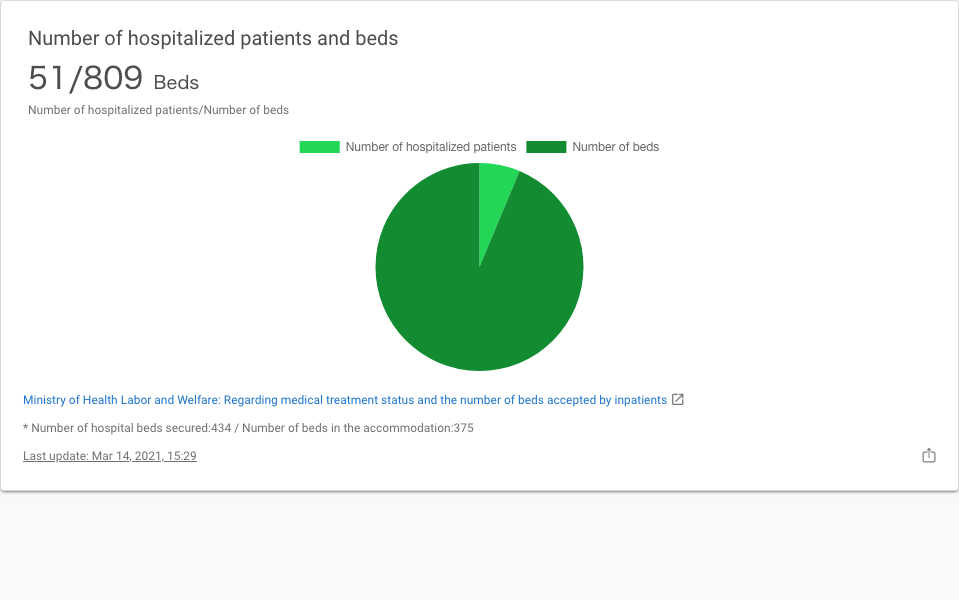 Number of hospitalized patients and beds
51/809 Beds
Number of hospitalized patients/Number of beds
Number of hospitalized patients Number of beds
Ministry of Health Labor and Welfare: Regarding medical treatment status and the number of beds accepted by inpatients
* Number of hospital beds secured:434 / Number of beds in the accommodation:375
Last update: Mar 14, 2021, 15:29